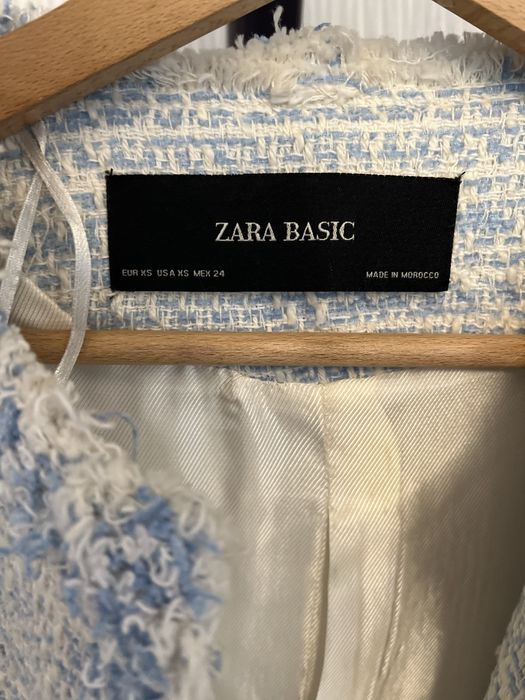 ZARA BASIC
EUR XS USA XS MEX 24 MADE IN MOROCCO